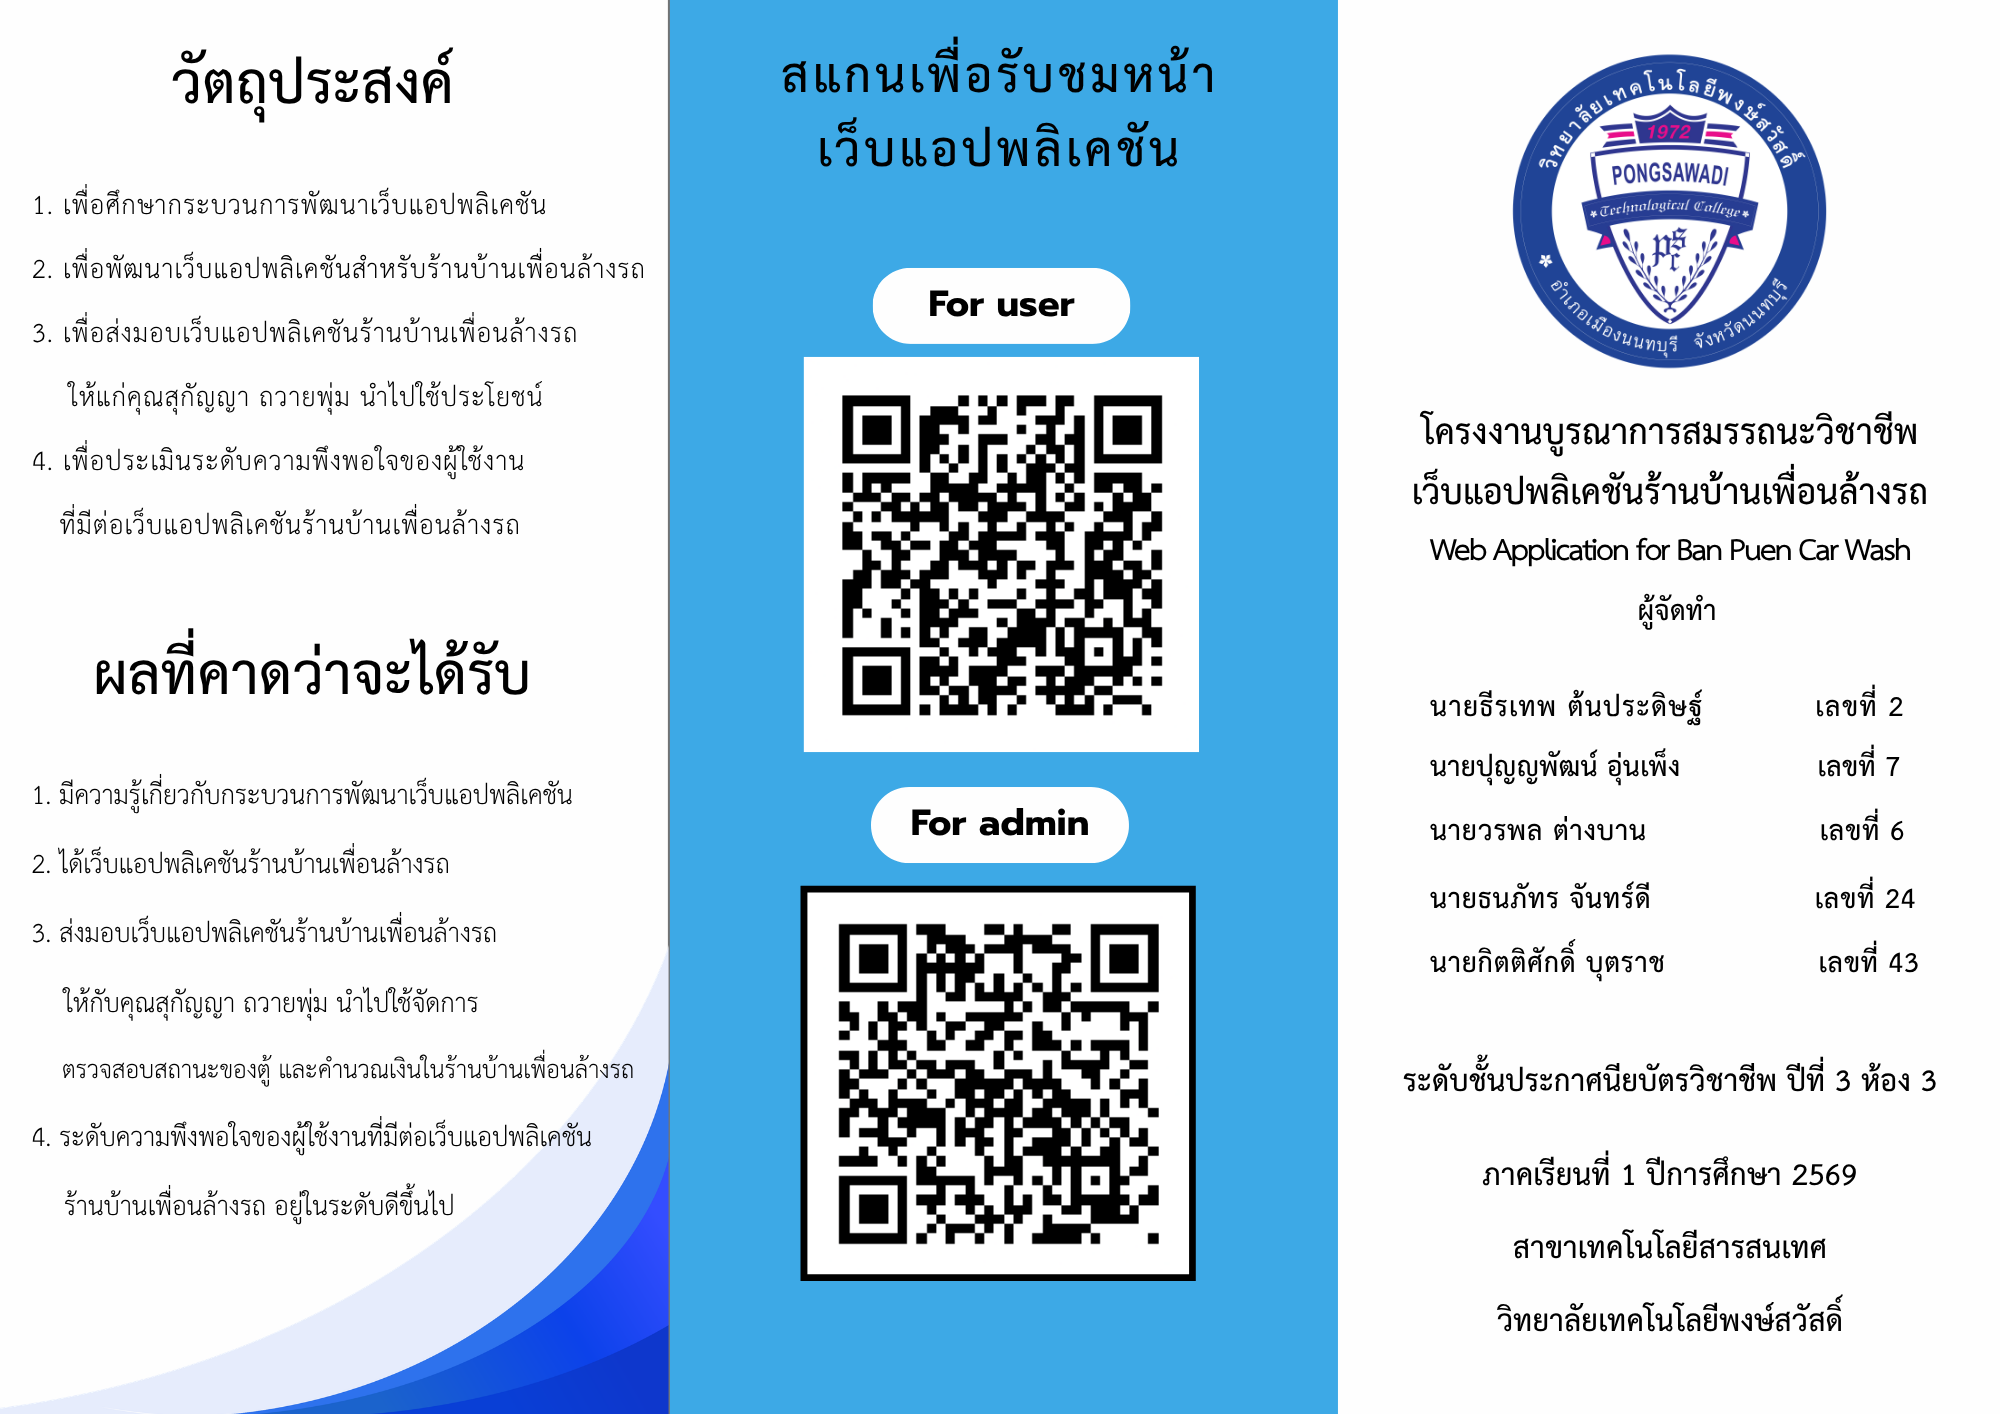 วัตถุประสงค์
1. เพื่อศึกษากระบวนการพัฒนาเว็บแอปพลิเคชัน
2. เพื่อพัฒนาเว็บแอปพลิเคชันสำหรับร้านบ้านเพื่อนล้างรถ
3. เพื่อส่งมอบเว็บแอปพลิเคชันร้านบ้านเพื่อนล้างรถ
ให้แก่คุณสุกัญญา ถวายพุ่ม นำไปใช้ประโยชน์
4. เพื่อประเมินระดับความพึงพอใจของผู้ใช้งาน
ที่มีต่อเว็บแอปพลิเคชันร้านบ้านเพื่อนล้างรถ
ผลที่คาดว่าจะได้รับ
1. มีความรู้เกี่ยวกับกระบวนการพัฒนาเว็บแอปพลิเคชัน
2. ได้เว็บแอปพลิเคชันร้านบ้านเพื่อนล้างรถ
3. ส่งมอบเว็บแอปพลิเคชันร้านบ้านเพื่อนล้างรถ
ให้กับคุณสุกัญญา ถวายพุ่ม นำไปใช้จัดการ
ตรวจสอบสถานะของตู้ และคำนวณเงินในร้านบ้านเพื่อนล้างรถ
4. ระดับความพึงพอใจของผู้ใช้งานที่มีต่อเว็บแอปพลิเคชัน
ร้านบ้านเพื่อนล้างรถ อยู่ในระดับดีขึ้นไป
สแกนเพื่อรับชมหน้า
เว็บแอปพลิเคชัน
For user
For admin
วิทยาลัยเทคโนโลยีพงษ์สวัสดิ์
1972
PONGSAWADI
Technological College
psc
อำเภอเมืองนนทบุรี จังหวัดนนทบุรี
โครงงานบูรณาการสมรรถนะวิชาชีพ
เว็บแอปพลิเคชันร้านบ้านเพื่อนล้างรถ
Web Application for Ban Puen Car Wash
ผู้จัดทำ
นายธีรเทพ ต้นประดิษฐ์ เลขที่ 2
นายปุญญพัฒน์ อุ่นเพ็ง เลขที่ 7
นายวรพล ต่างบาน เลขที่ 6
นายธนภัทร จันทร์ดี เลขที่ 24
นายกิตติศักดิ์ บุตราช เลขที่ 43
ระดับชั้นประกาศนียบัตรวิชาชีพ ปีที่ 3 ห้อง 3
ภาคเรียนที่ 1 ปีการศึกษา 2569
สาขาเทคโนโลยีสารสนเทศ
วิทยาลัยเทคโนโลยีพงษ์สวัสดิ์